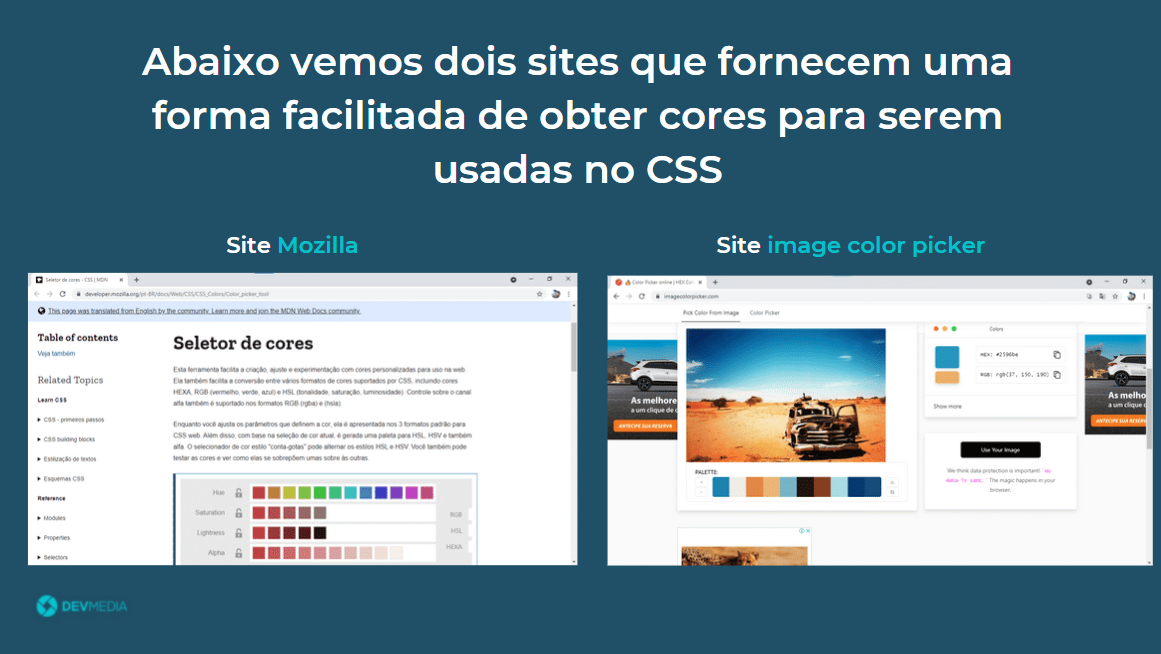 Abaixo vemos dois sites que fornecem uma
forma facilitada de obter cores para serem
usadas no CSS
Site Mozilla
Seletor de cores - CSS | MDN
developer.mozilla.org/pt-BR/docs/Web/CSS/CSS_Colors/Color_picker_tool
This page was translated from English by the community. Learn more and join the MDN Web Docs community.
Table of contents
Veja também
Related Topics
Learn CSS
CSS - primeiros passos
CSS building blocks
Estilização de textos
Esquemas CSS
Reference
Modules
Properties
Selectors
Seletor de cores
Esta ferramenta facilita a criação, ajuste e experimentação com cores personalizadas para uso na web.
Ela também facilita a conversão entre vários formatos de cores suportados por CSS, incluindo cores
HEXA, RGB (vermelho, verde, azul) e HSL (tonalidade, saturação, luminosidade). Controle sobre o canal
alfa também é suportado nos formatos RGB (rgba) e (hsla).
Enquanto você ajusta os parâmetros que definem a cor, ela é apresentada nos 3 formatos padrão para
CSS web. Além disso, com base na seleção de cor atual, é gerada uma paleta para HSL, HSV e também
alfa. O selecionador de cor estilo "conta-gotas" pode alternar os estilos HSL e HSV. Você também pode
testar as cores e ver como elas se sobrepõem umas sobre às outras.
Hue
Saturation
Lightness
Alpha
RGB
HSL
HEXA
Site image color picker
Color Picker online | HEX Co
imagecolorpicker.com
Pick Color From Image
Color Picker
As melhore
a um clique de d
ANTECIPE SUA RESERVA
PALETTE:
Colors
HEX: #2596be
RGB: rgb(37, 150, 190)
Show more
Use Your Image
We think data protection is important! `No
data is sent.` The magic happens in your
browser.
As melho
a um clique
ANTECIPE SUA RES
DEVMEDIA